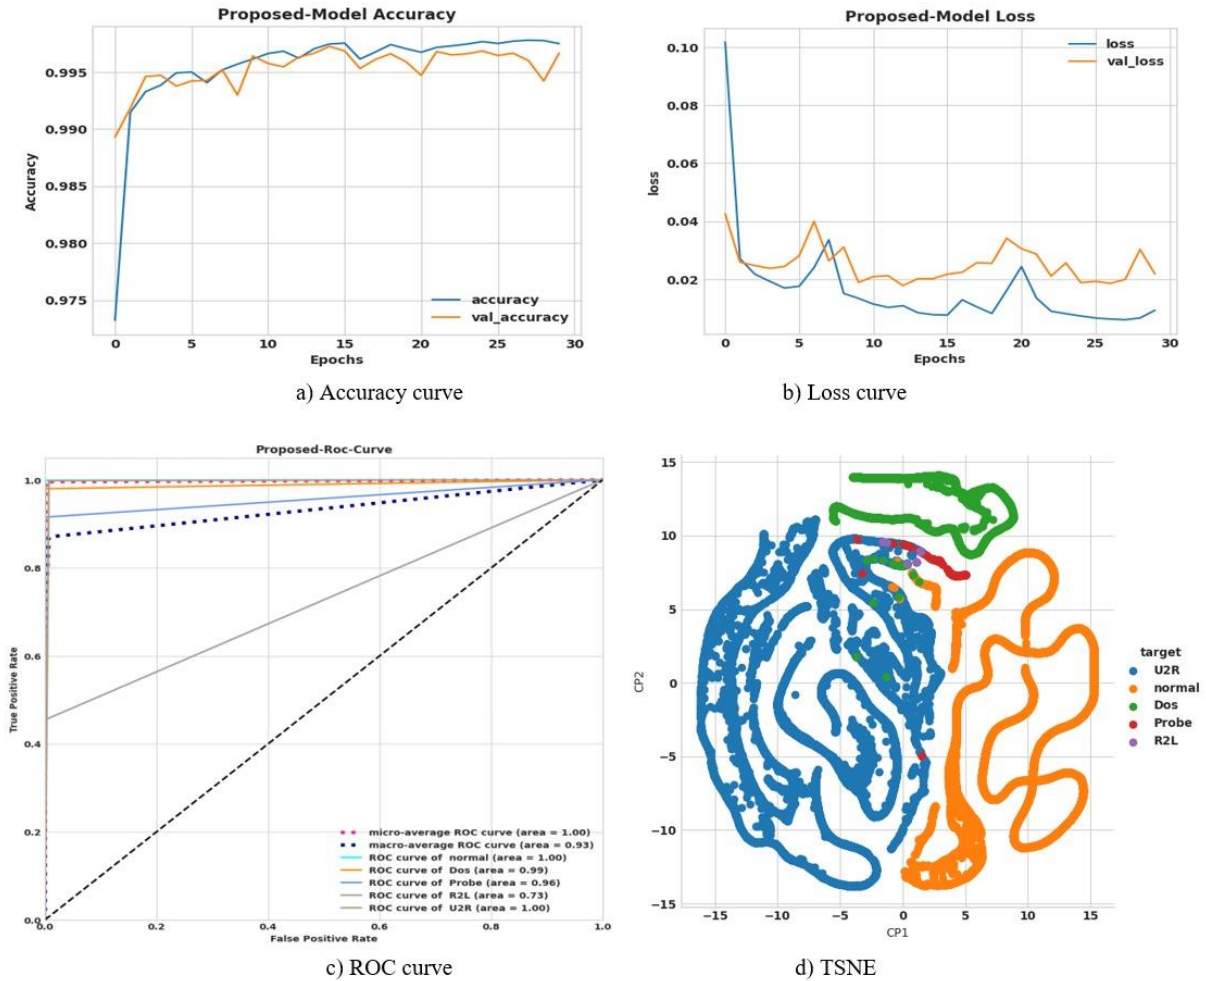 Proposed-Model Accuracy
0.995
0.990
0.985
0.980
0.975
Accuracy
accuracy
val_accuracy
0 5 10 15 20 25 30
Epochs
a) Accuracy curve
Proposed-Model Loss
0.10
0.08
0.06
0.04
0.02
loss
loss
val_loss
0 5 10 15 20 25 30
Epochs
b) Loss curve
Proposed-Roc-Curve
1.0
0.8
0.6
0.4
0.2
0.0
True Positive Rate
micro-average ROC curve (area = 1.00)
macro-average ROC curve (area = 0.93)
ROC curve of normal (area = 1.00)
ROC curve of Dos (area = 0.99)
ROC curve of Probe (area = 0.96)
ROC curve of R2L (area = 0.73)
ROC curve of U2R (area = 1.00)
0.0 0.2 0.4 0.6 0.8 1.0
False Positive Rate
c) ROC curve
15
10
5
0
−5
−10
−15
CP2
target
U2R
normal
Dos
Probe
R2L
−15 −10 −5 0 5 10 15
CP1
d) TSNE